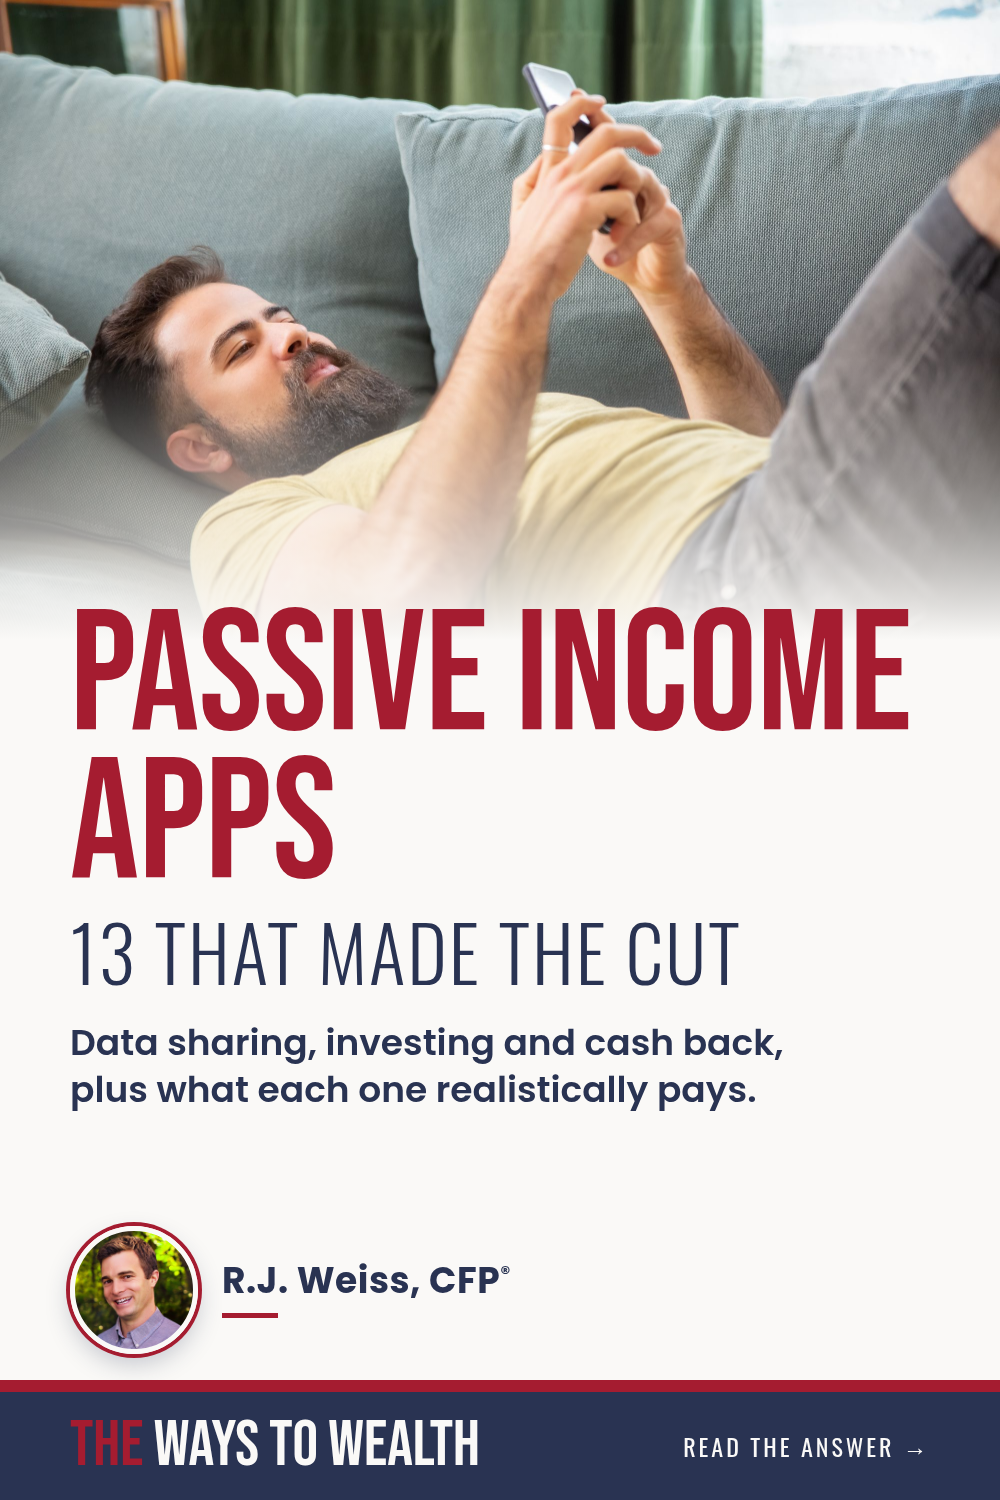 PASSIVE INCOME
APPS
13 THAT MADE THE CUT
Data sharing, investing and cash back,
plus what each one realistically pays.
R.J. Weiss, CFP®
THE WAYS TO WEALTH
READ THE ANSWER →